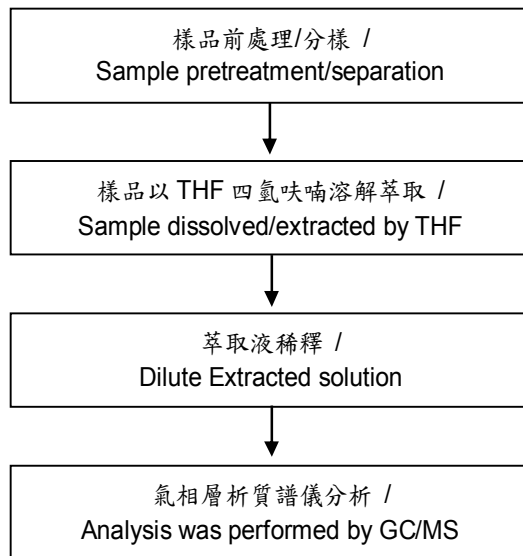 樣品前處理/分樣 /
Sample pretreatment/separation
樣品以 THF 四氫呋喃溶解萃取 /
Sample dissolved/extracted by THF
萃取液稀釋 /
Dilute Extracted solution
氣相層析質譜儀分析 /
Analysis was performed by GC/MS